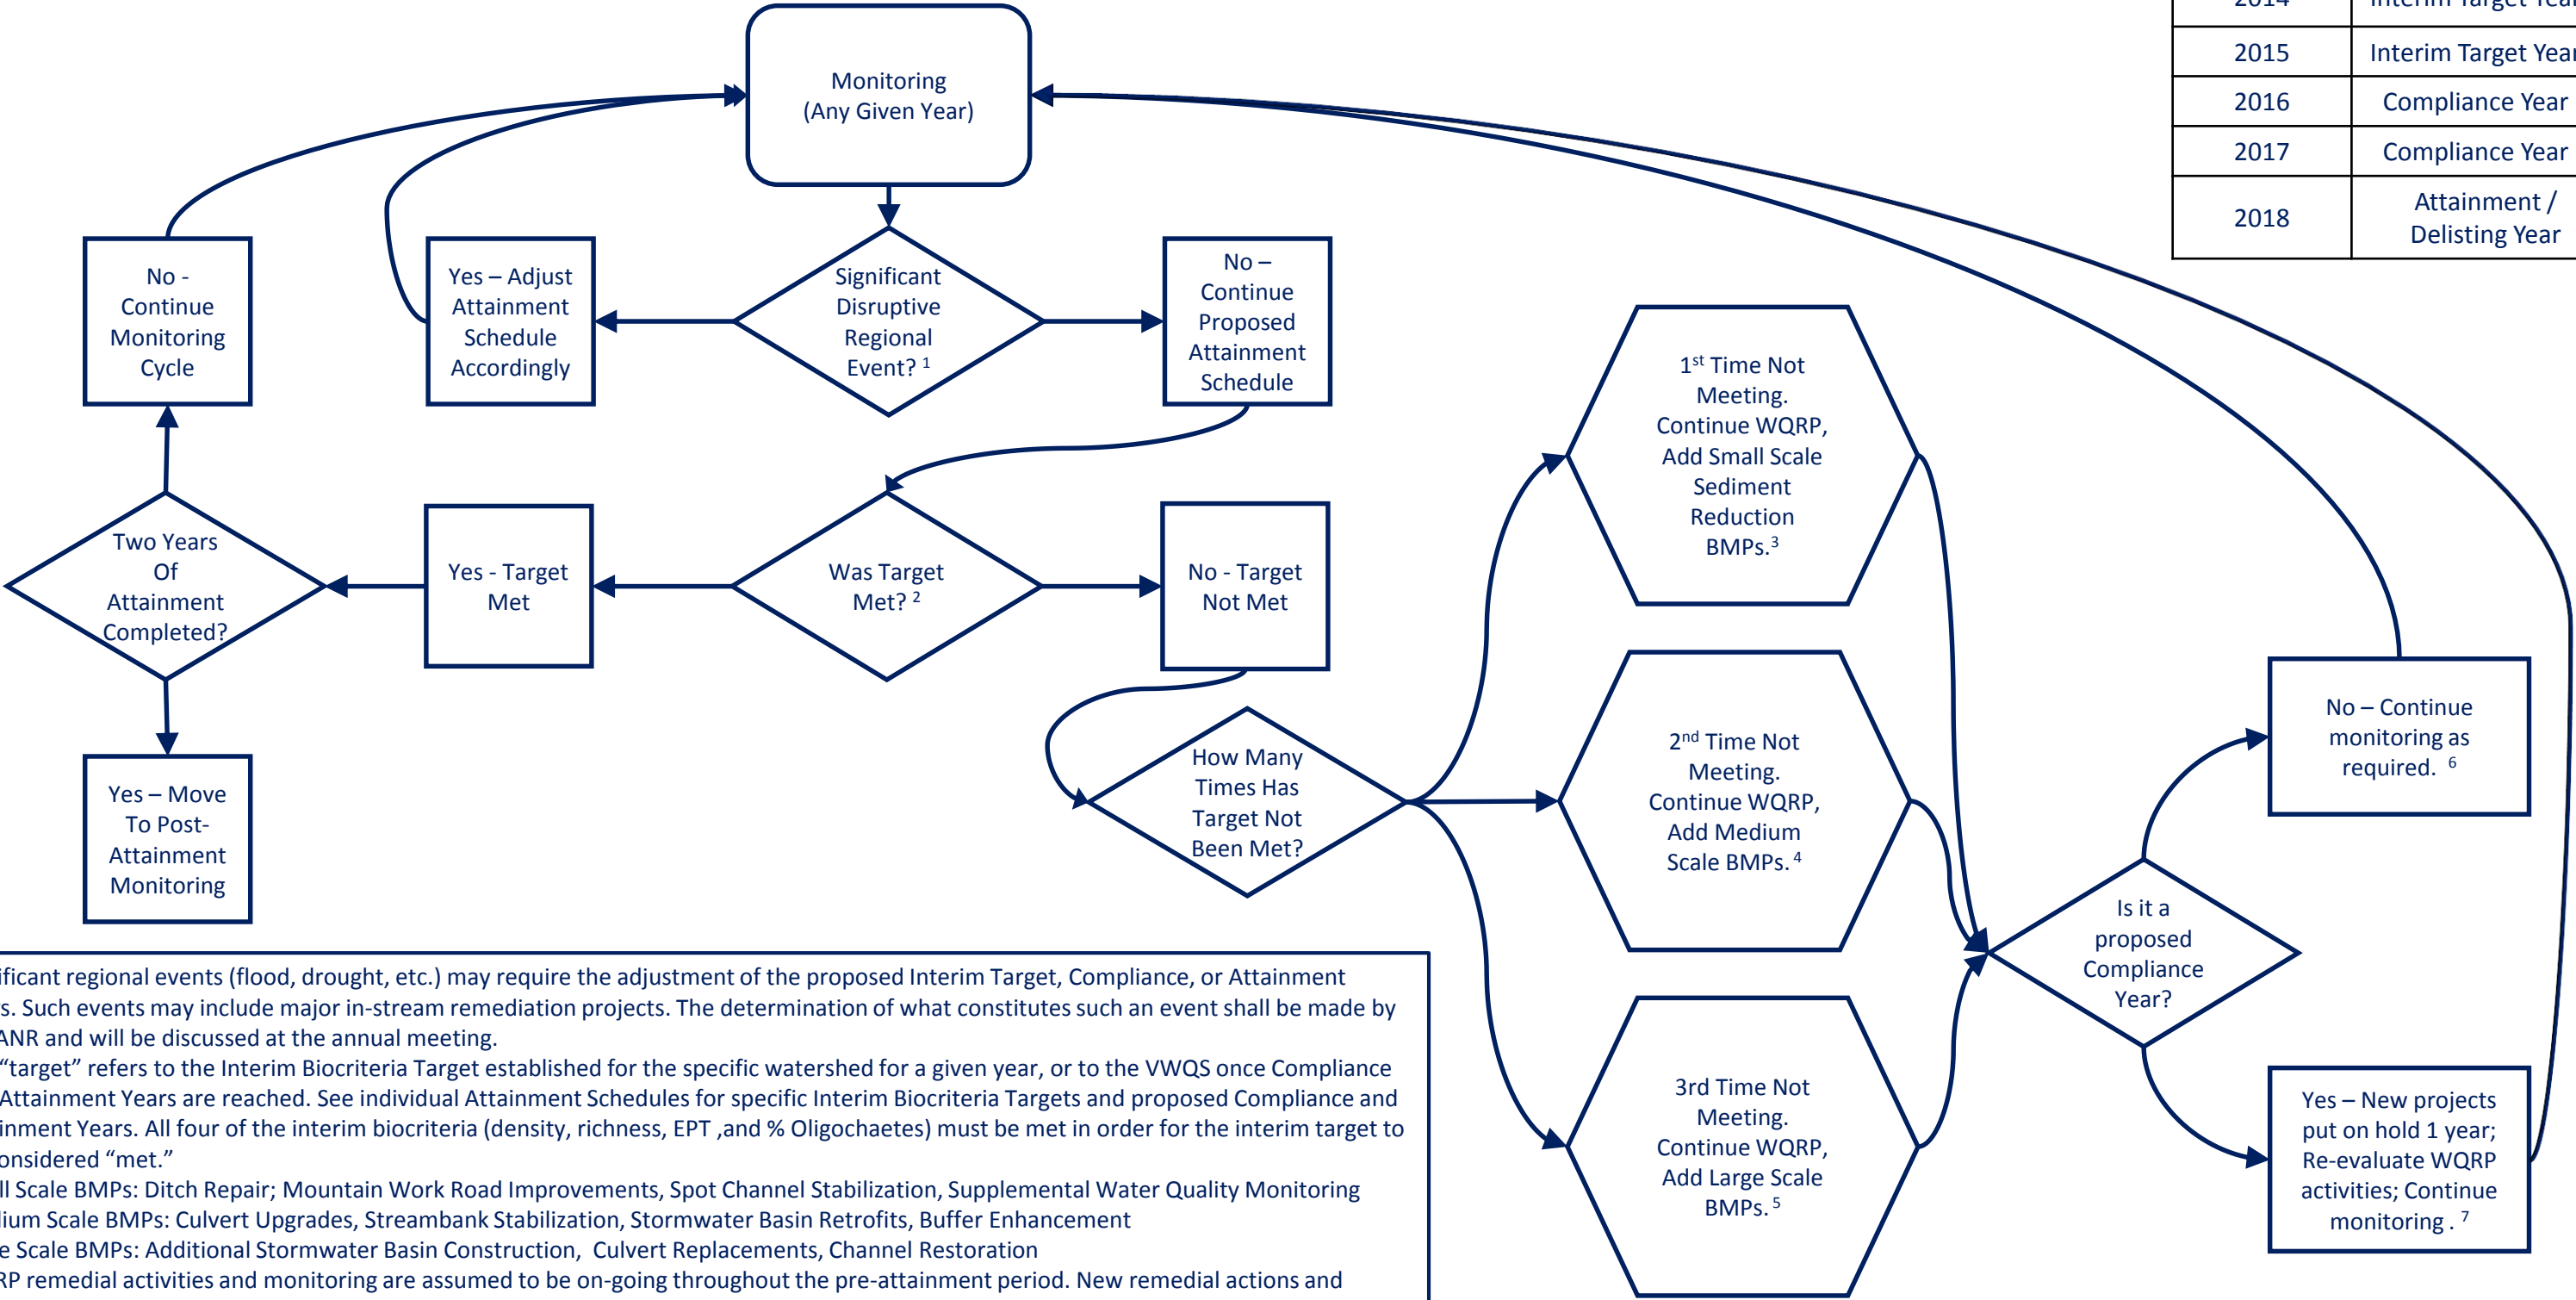 2015
Interim Target Year
2016
Compliance Year
2017
Compliance Year
2018
Attainment /
Delisting Year
Monitoring
(Any Given Year)
No -
Continue
Monitoring
Cycle
Yes – Adjust
Attainment
Schedule
Accordingly
Significant
Disruptive
Regional
Event? 1
No –
Continue
Proposed
Attainment
Schedule
Two Years
Of
Attainment
Completed?
Yes - Target
Met
Was Target
Met? 2
No - Target
Not Met
Yes – Move
To Post-
Attainment
Monitoring
How Many
Times Has
Target Not
Been Met?
1st Time Not
Meeting.
Continue WQRP,
Add Small Scale
Sediment
Reduction
BMPs.3
2nd Time Not
Meeting.
Continue WQRP,
Add Medium
Scale BMPs. 4
3rd Time Not
Meeting.
Continue WQRP,
Add Large Scale
BMPs. 5
Is it a
proposed
Compliance
Year?
No – Continue
monitoring as
required. 6
Yes – New projects
put on hold 1 year;
Re-evaluate WQRP
activities; Continue
monitoring . 7
regional events (flood, drought, etc.) may require the adjustment of the proposed Interim Target, Compliance, or Attainment
Such events may include major in-stream remediation projects. The determination of what constitutes such an event shall be made by
ANR and will be discussed at the annual meeting.
“target” refers to the Interim Biocriteria Target established for the specific watershed for a given year, or to the VWQS once Compliance
Attainment Years are reached. See individual Attainment Schedules for specific Interim Biocriteria Targets and proposed Compliance and
Years. All four of the interim biocriteria (density, richness, EPT ,and % Oligochaetes) must be met in order for the interim target to
“met.”
Scale BMPs: Ditch Repair; Mountain Work Road Improvements, Spot Channel Stabilization, Supplemental Water Quality Monitoring
Scale BMPs: Culvert Upgrades, Streambank Stabilization, Stormwater Basin Retrofits, Buffer Enhancement
Scale BMPs: Additional Stormwater Basin Construction, Culvert Replacements, Channel Restoration
remedial activities and monitoring are assumed to be on-going throughout the pre-attainment period. New remedial actions and